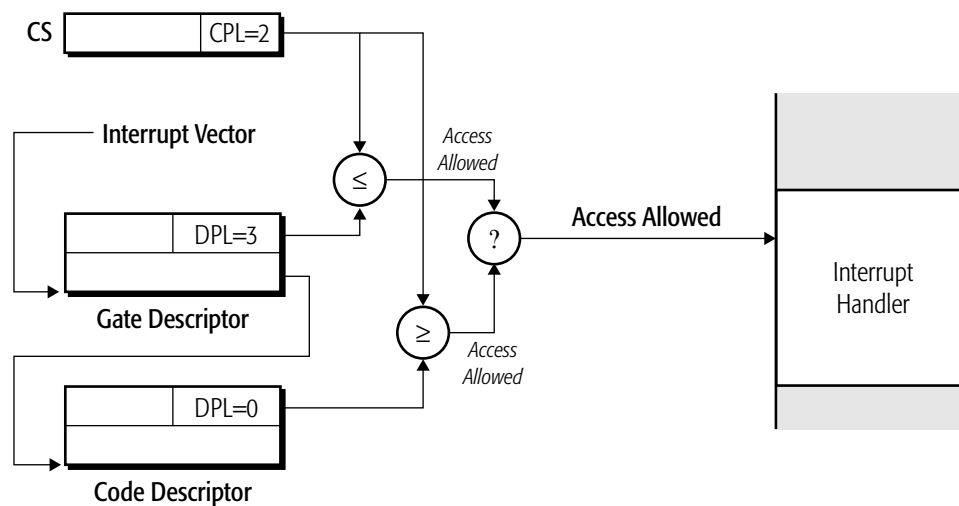 CS
CPL=2
Interrupt Vector
Access
Allowed
≤
DPL=3
Gate Descriptor
?
Access Allowed
Interrupt
Handler
≥
Access
Allowed
DPL=0
Code Descriptor